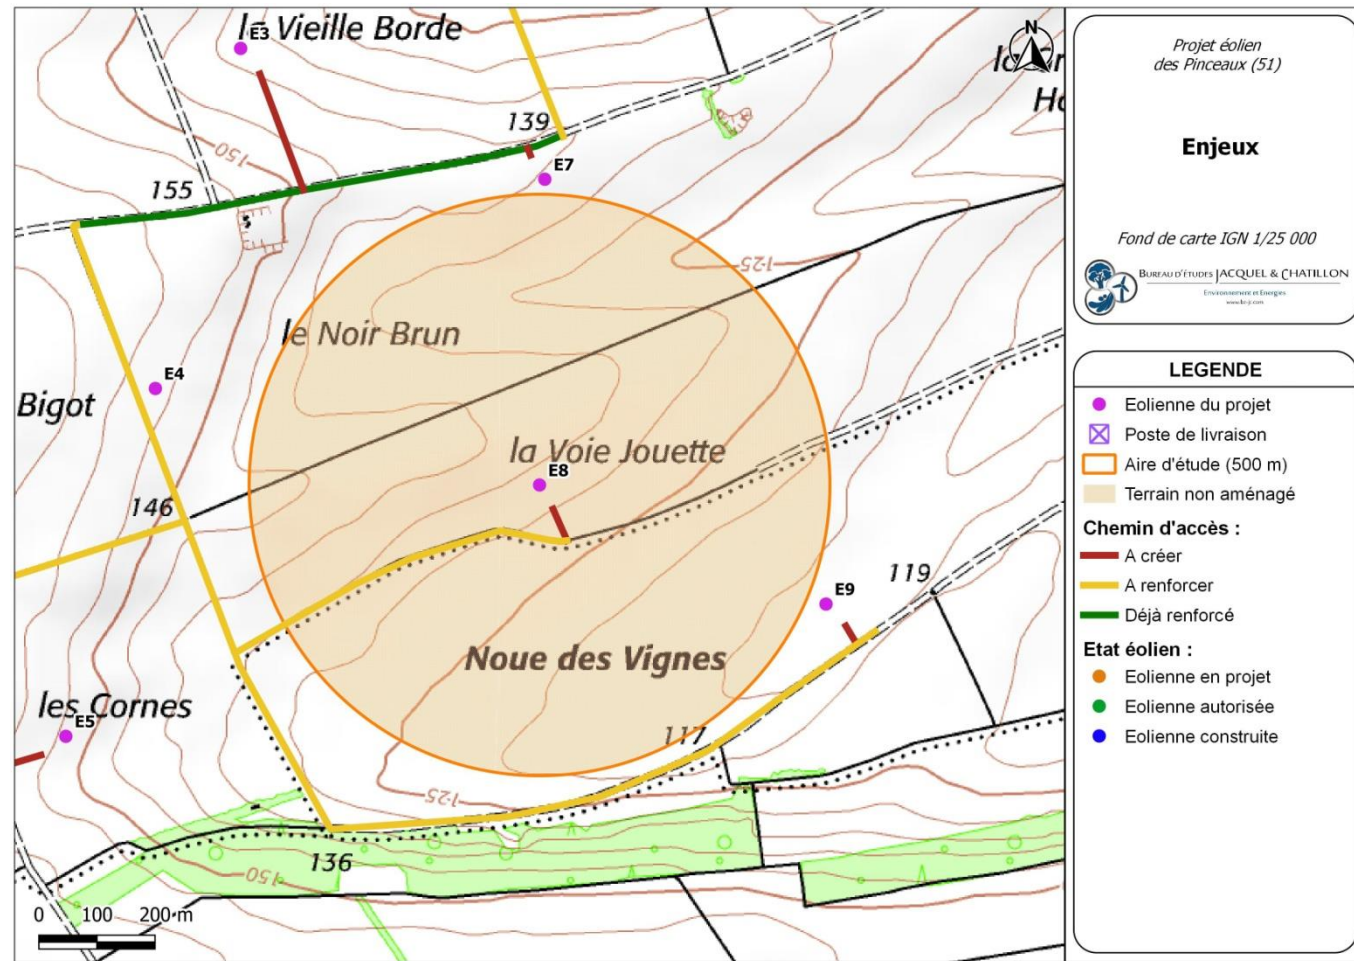 la Vieille Borde
E3
N
139
E7
150
155
125
le Noir Brun
E4
Bigot
la Voie Jouette
E8
146
119
E9
Noue des Vignes
les Cornes
E5
117
125
136
150
0 100 200 m
Projet éolien
des Pinceaux (51)
Enjeux
Fond de carte IGN 1/25 000
BUREAU D'ÉTUDES JACQUEL & CHATILLON
Environnement et Energies
LEGENDE
Eolienne du projet
Poste de livraison
Aire d'étude (500 m)
Terrain non aménagé
Chemin d'accès :
A créer
A renforcer
Déjà renforcé
Etat éolien :
Eolienne en projet
Eolienne autorisée
Eolienne construite